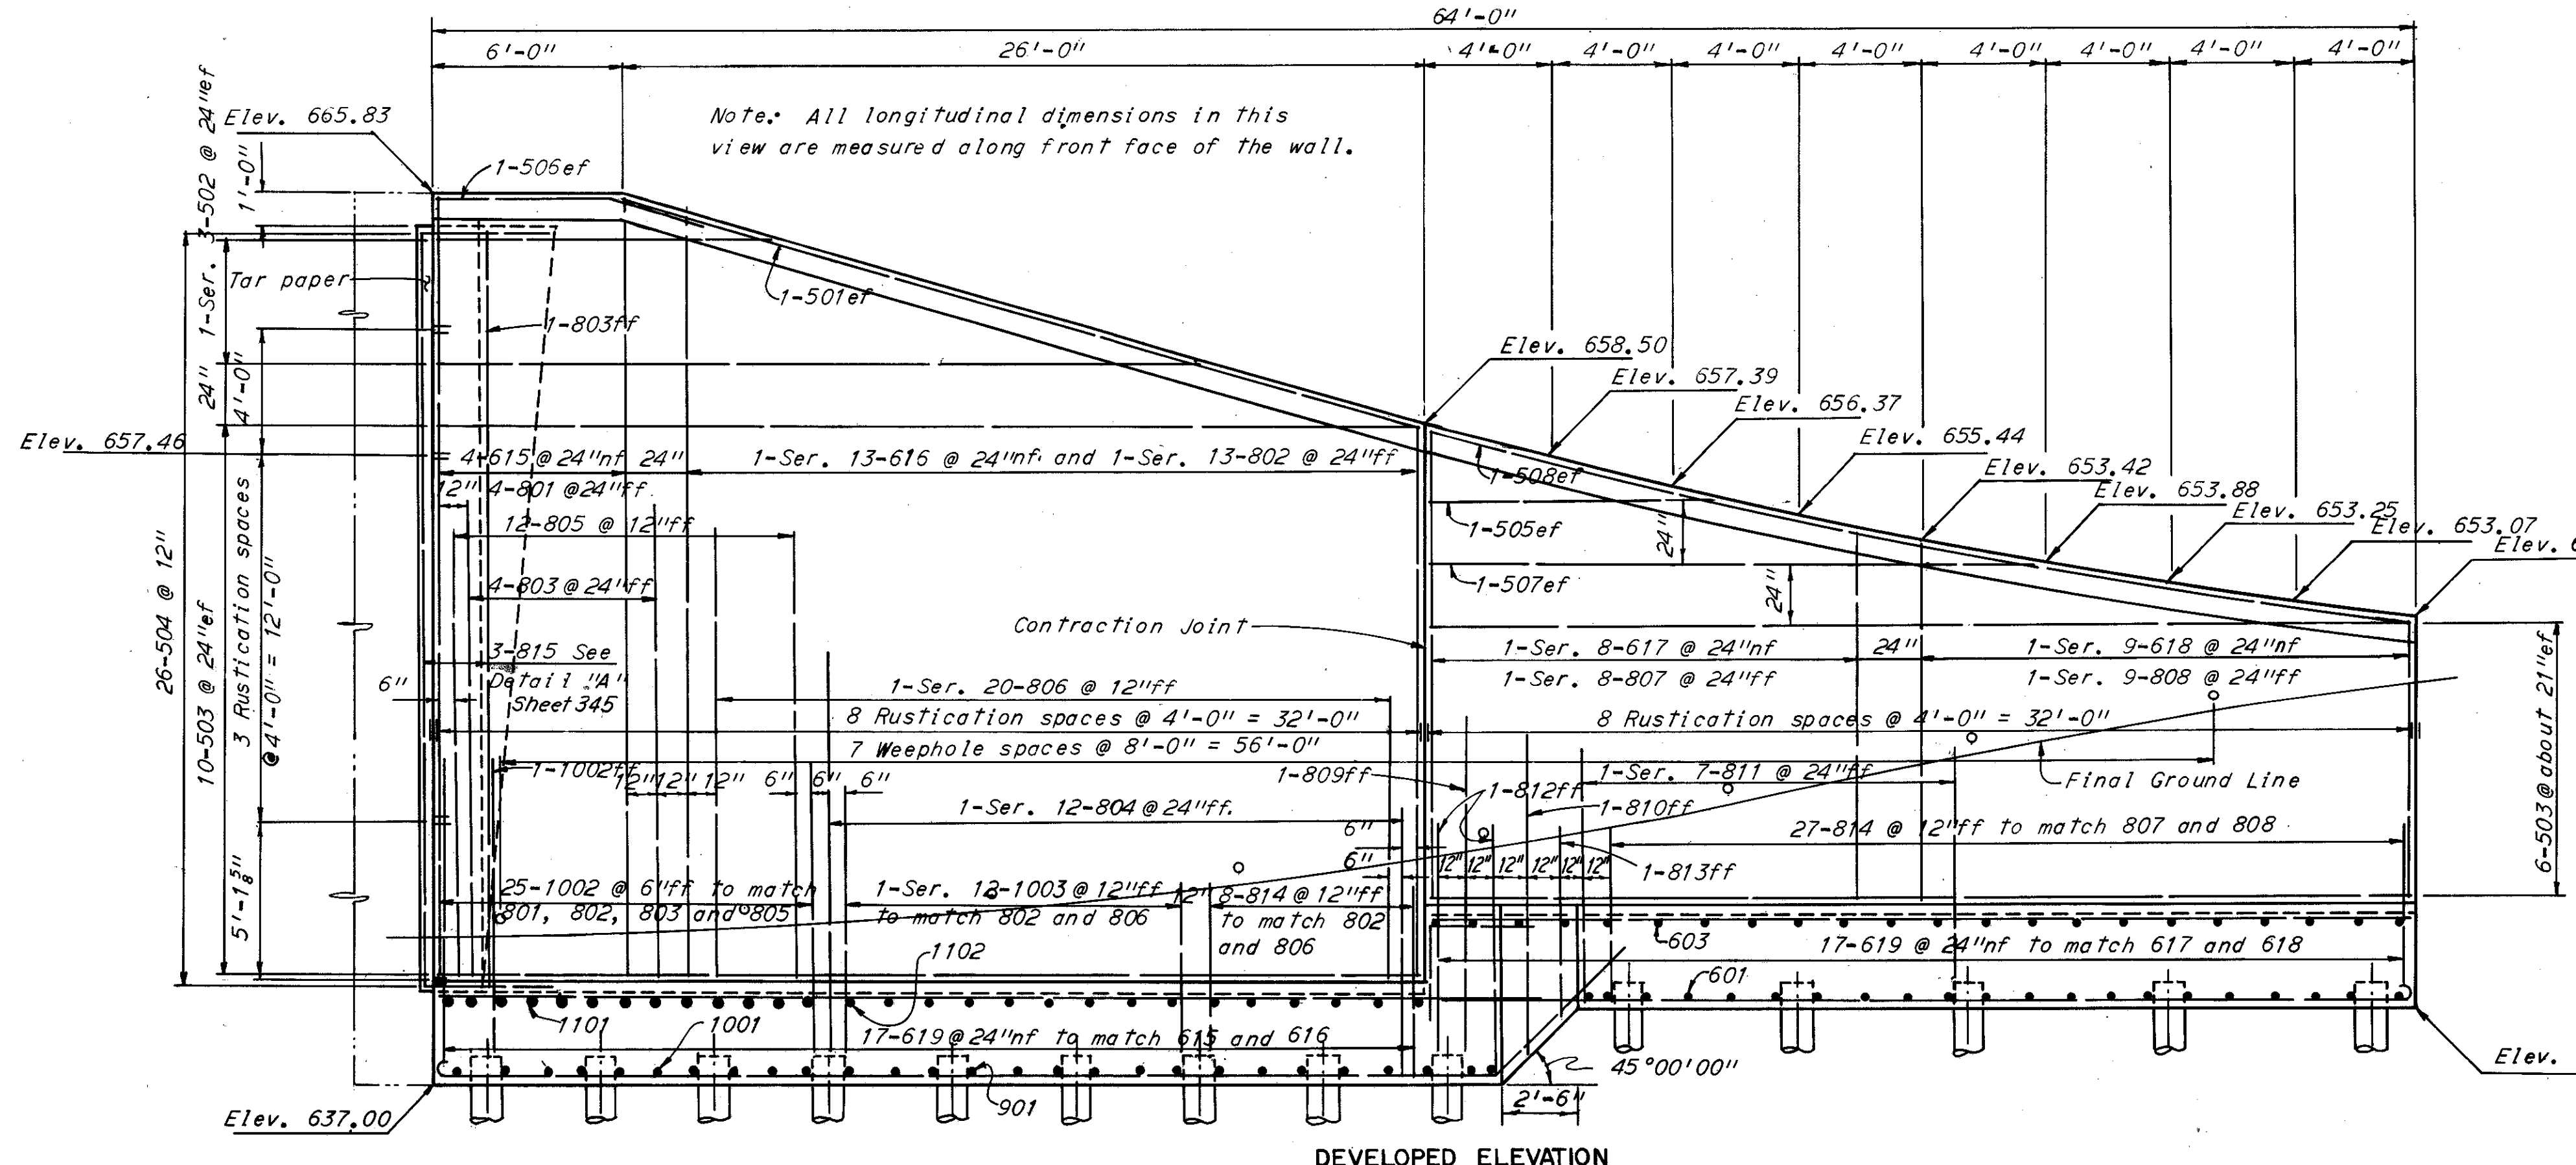 64'-0"
6'-0"
26'-0"
4'-0"
4'-0"
4'-0"
4'-0"
4'-0"
4'-0"
4'-0"
4'-0"
Note: All longitudinal dimensions in this
view are measured along front face of the wall.
Elev. 665.83
1-506ef
1'-0"
24" 1-Ser. 3-502 @ 24"ef
Tar paper
1-501ef
1-803ff
4'-0"
Elev. 658.50
Elev. 657.39
Elev. 656.37
Elev. 655.44
Elev. 653.42
Elev. 653.88
Elev. 653.25
Elev. 653.07
Elev. 6
Elev. 657.46
4-615 @ 24"nf
24"
1-Ser. 13-616 @ 24"nf. and 1-Ser. 13-802 @ 24"ff
1-508ef
12"
4-801 @24"ff.
12-805 @ 12"ff
1-505ef
24"
26-504 @ 12"
10-503 @ 24"ef
3 Rustication spaces
@4'-0" = 12'-0"
4-803 @ 24"ff
1-507ef
24"
Contraction Joint
3-815 See
Detail "A"
Sheet 345
6"
1-Ser. 8-617 @ 24"nf
24"
1-Ser. 9-618 @ 24"nf
1-Ser. 8-807 @ 24"ff
1-Ser. 9-808 @ 24"ff
1-Ser. 20-806 @ 12"ff
8 Rustication spaces @ 4'-0" = 32'-0"
8 Rustication spaces @ 4'-0" = 32'-0"
7 Weephole spaces @ 8'-0" = 56'-0"
6-503 @ about 21"ef
1-1002ff
12"
12"
12"
6"
6"
6"
1-809ff
1-812ff
1-Ser. 7-811 @ 24"ff
Final Ground Line
1-Ser. 12-804 @ 24"ff.
1-810ff
6"
27-814 @ 12"ff to match 807 and 808
6"
12"
12"
12"
12"
12"
12"
1-813ff
5'-1⅝"
25-1002 @ 6"ff to match
801, 802, 803 and 805
1-Ser. 12-1003 @ 12"ff
to match 802 and 806
12"
8-814 @ 12"ff
to match 802
and 806
1102
603
17-619 @ 24"nf to match 617 and 618
601
1101
1001
17-619 @ 24"nf to match 615 and 616
45°00'00"
Elev.
901
2'-6"
Elev. 637.00
DEVELOPED ELEVATION